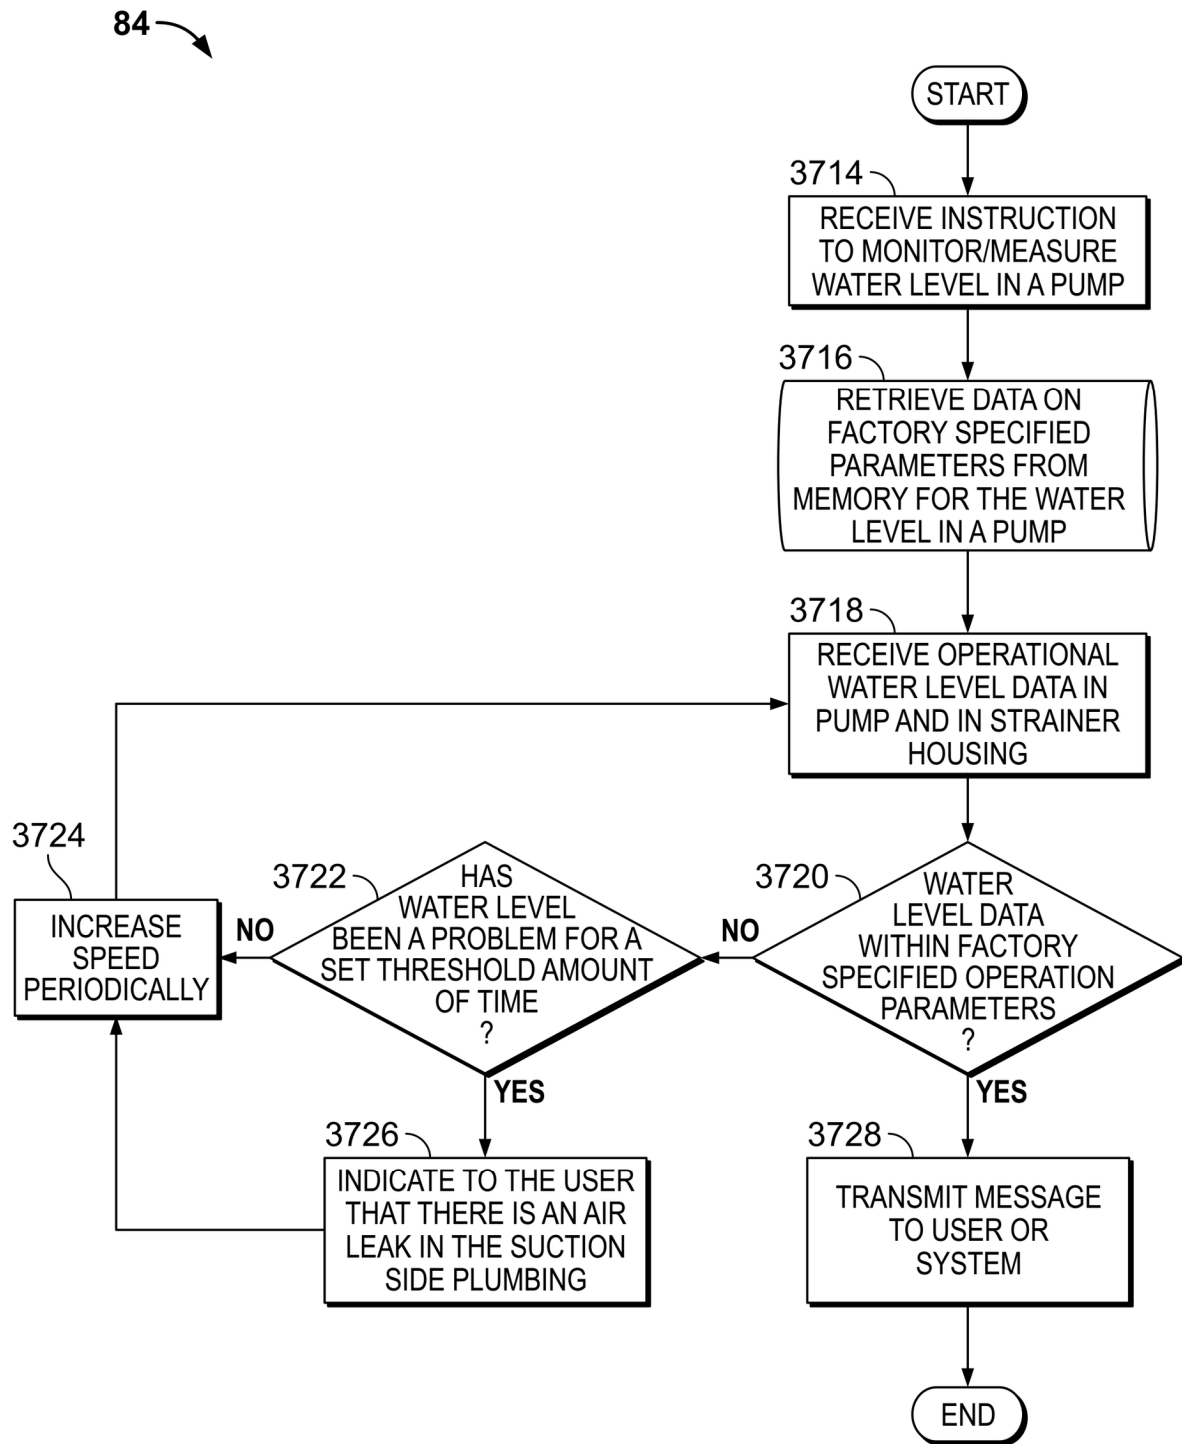 84
START
3714
RECEIVE INSTRUCTION
TO MONITOR/MEASURE
WATER LEVEL IN A PUMP
3716
RETRIEVE DATA ON
FACTORY SPECIFIED
PARAMETERS FROM
MEMORY FOR THE WATER
LEVEL IN A PUMP
3718
RECEIVE OPERATIONAL
WATER LEVEL DATA IN
PUMP AND IN STRAINER
HOUSING
3720
WATER
LEVEL DATA
WITHIN FACTORY
SPECIFIED OPERATION
PARAMETERS
?
NO
YES
3722
HAS
WATER LEVEL
BEEN A PROBLEM FOR A
SET THRESHOLD AMOUNT
OF TIME
?
NO
YES
3724
INCREASE
SPEED
PERIODICALLY
3726
INDICATE TO THE USER
THAT THERE IS AN AIR
LEAK IN THE SUCTION
SIDE PLUMBING
3728
TRANSMIT MESSAGE
TO USER OR
SYSTEM
END